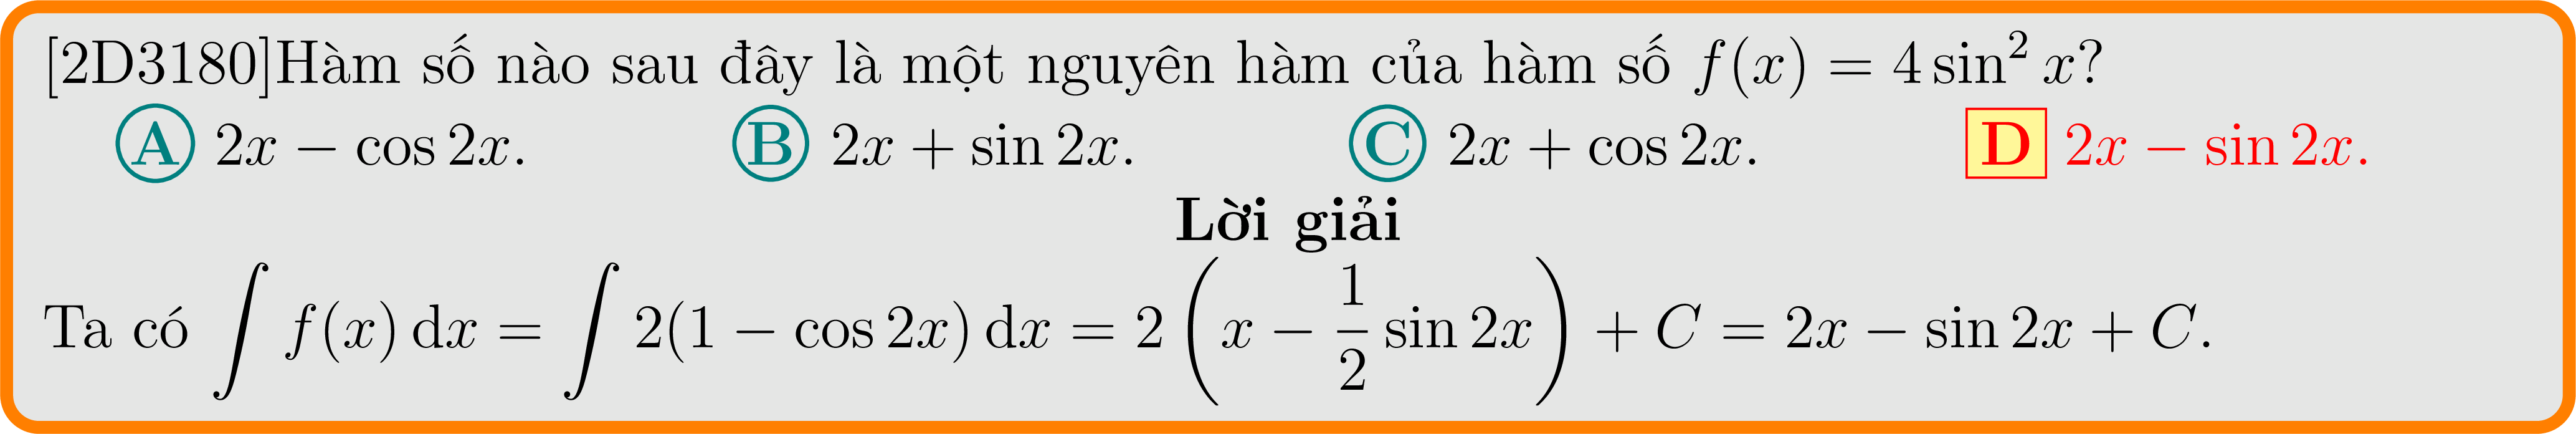 [2D3180]Hàm số nào sau đây là một nguyên hàm của hàm số $f(x) = 4\sin^2 x$?
A $2x - \cos 2x$. B $2x + \sin 2x$. C $2x + \cos 2x$. D $2x - \sin 2x$.
Lời giải
Ta có $\int f(x)\,\mathrm{d}x = \int 2(1 - \cos 2x)\,\mathrm{d}x = 2\left(x - \frac{1}{2}\sin 2x\right) + C = 2x - \sin 2x + C$.